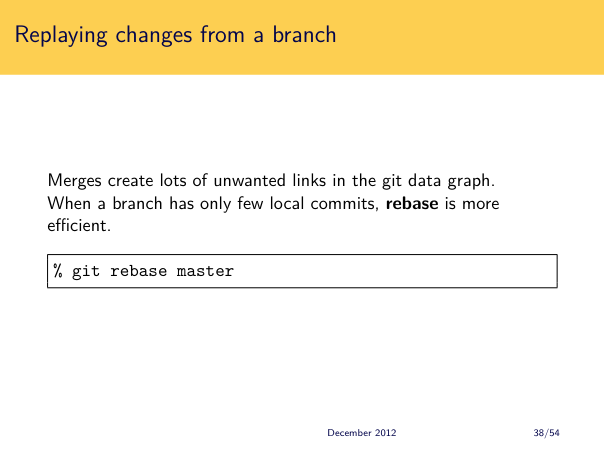 Replaying changes from a branch
Merges create lots of unwanted links in the git data graph.
When a branch has only few local commits, rebase is more
efficient.
% git rebase master
December 2012
38/54